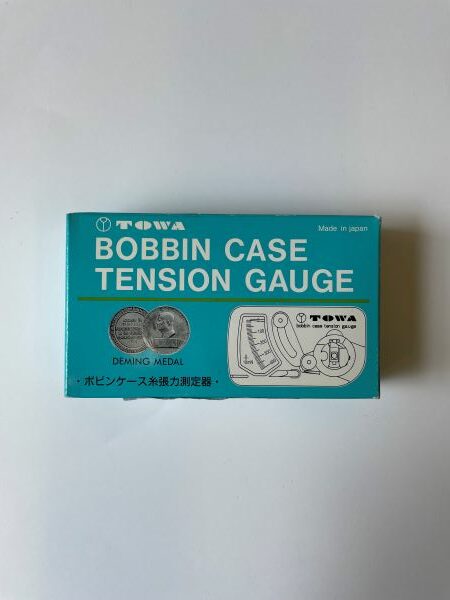 TOWA
Made in japan
BOBBIN CASE
TENSION GAUGE
TOWA
bobbin case tension gauge
DEMING MEDAL
・ボビンケース糸張力測定器・